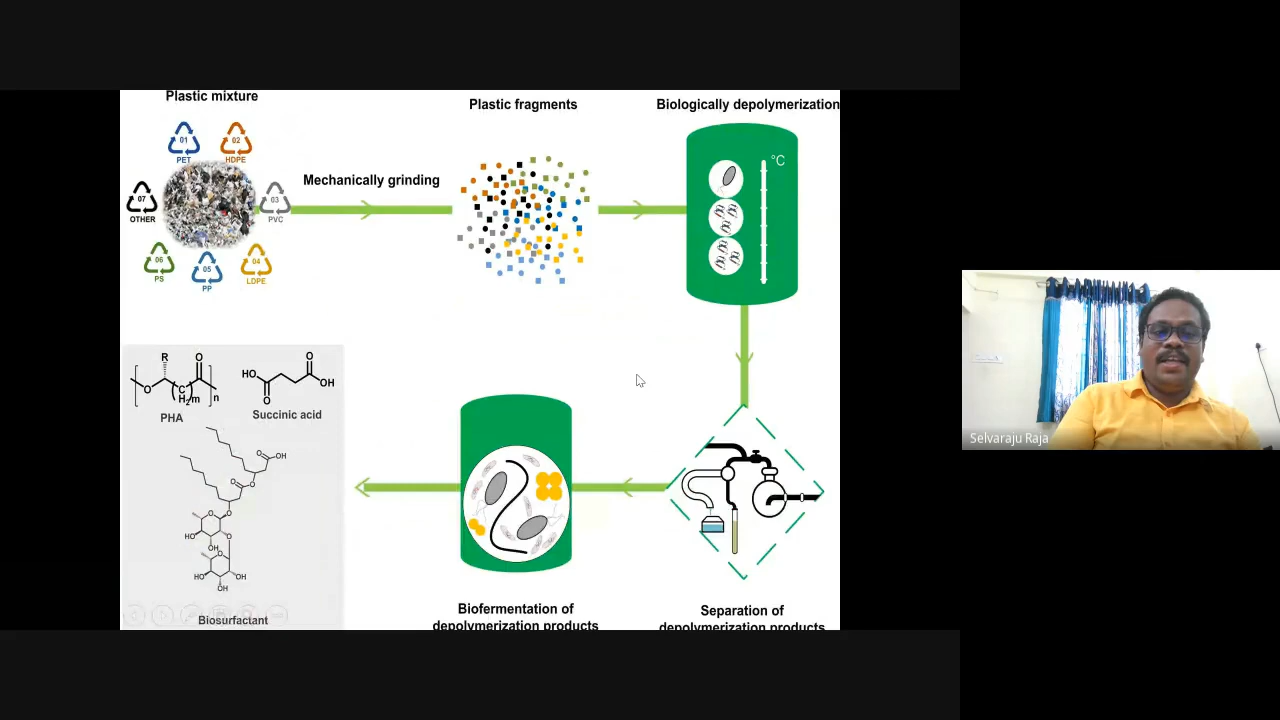 Plastic mixture
Plastic fragments
Biologically depolymerization
01
PET
02
HDPE
07
OTHER
03
PVC
06
PS
05
PP
04
LDPE
Mechanically grinding
°C
R
O
O
(C)m
H₂
n
PHA
HO
O
O
OH
Succinic acid
OH
O
O
O
O
HO
OH
O
O
HO
OH
OH
Biosurfactant
Biofermentation of
depolymerization products
Separation of
depolymerization products
Selvaraju Raja